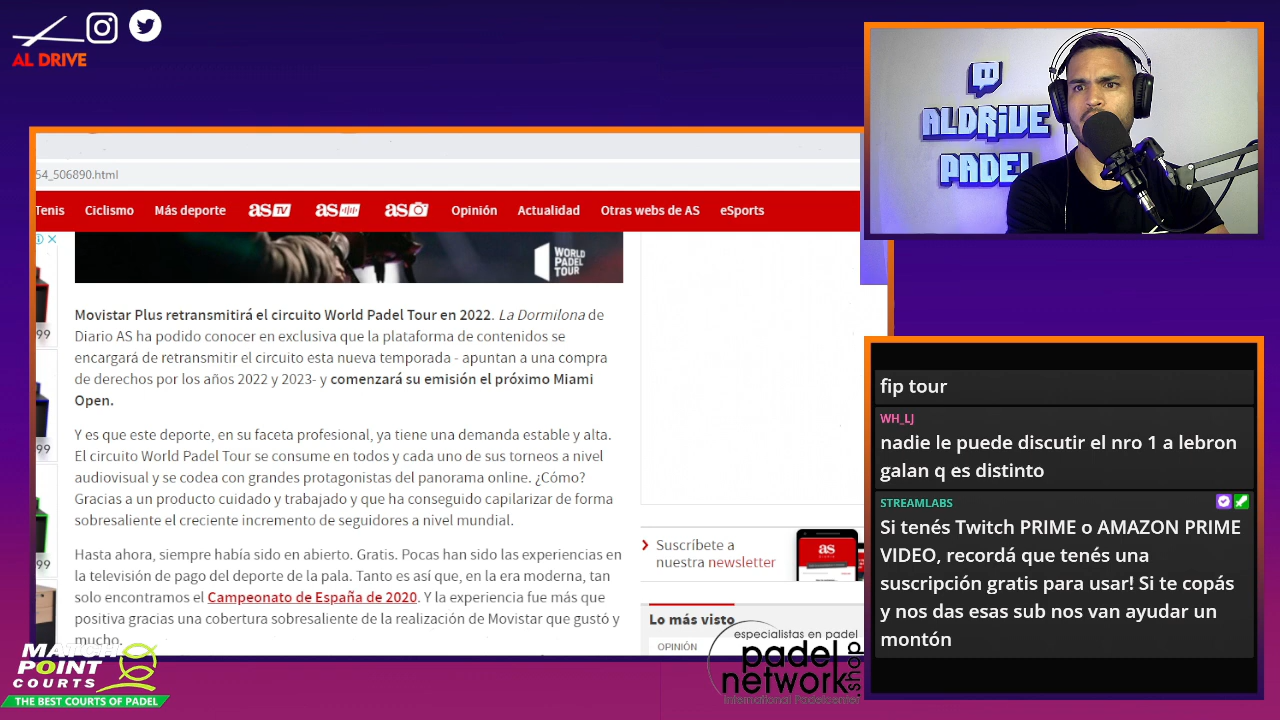 AL DRIVE
54_506890.html
Tenis Ciclismo Más deporte as TV as as Opinión Actualidad Otras webs de AS eSports
WORLD
PADEL
TOUR
Movistar Plus retransmitirá el circuito World Padel Tour en 2022. La Dormilona de
Diario AS ha podido conocer en exclusiva que la plataforma de contenidos se
encargará de retransmitir el circuito esta nueva temporada - apuntan a una compra
de derechos por los años 2022 y 2023- y comenzará su emisión el próximo Miami
Open.
Y es que este deporte, en su faceta profesional, ya tiene una demanda estable y alta.
El circuito World Padel Tour se consume en todos y cada uno de sus torneos a nivel
audiovisual y se codea con grandes protagonistas del panorama online. ¿Cómo?
Gracias a un producto cuidado y trabajado y que ha conseguido capilarizar de forma
sobresaliente el creciente incremento de seguidores a nivel mundial.
Hasta ahora, siempre había sido en abierto. Gratis. Pocas han sido las experiencias en
la televisión de pago del deporte de la pala. Tanto es así que, en la era moderna, tan
solo encontramos el Campeonato de España de 2020. Y la experiencia fue más que
positiva gracias una cobertura sobresaliente de la realización de Movistar que gustó y
mucho.
99
99
99
Suscríbete a
nuestra newsletter
as
Lo más visto
OPINIÓN
MATCH
POINT
COURTS
THE BEST COURTS OF PADEL
especialistas en padel
padel
network
.shop
International Padelcenter
ALDRIVE
PADEL
fip tour
WH_LJ
nadie le puede discutir el nro 1 a lebron
galan q es distinto
STREAMLABS
Si tenés Twitch PRIME o AMAZON PRIME
VIDEO, recordá que tenés una
suscripción gratis para usar! Si te copás
y nos das esas sub nos van ayudar un
montón